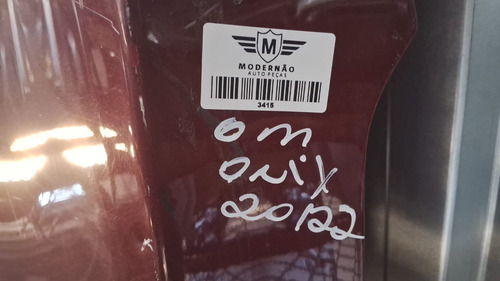 M
MODERNÃO
AUTO PEÇAS
3415
GM
ONIX
2022